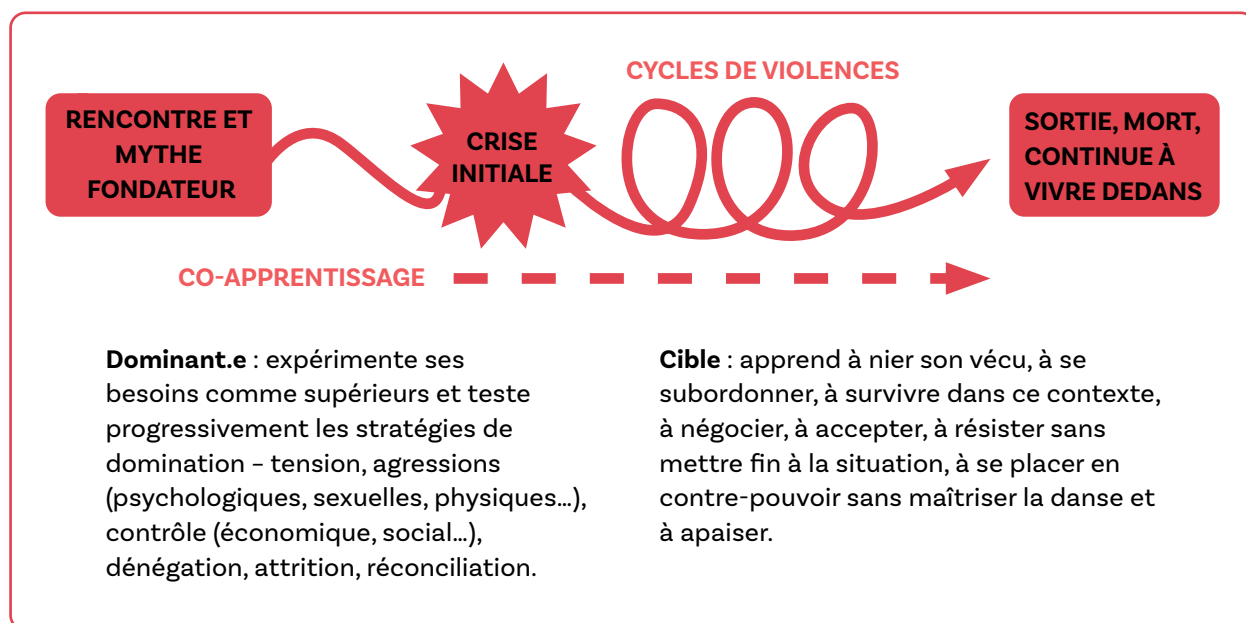 CYCLES DE VIOLENCES
RENCONTRE ET
MYTHE
FONDATEUR
CRISE
INITIALE
SORTIE, MORT,
CONTINUE À
VIVRE DEDANS
CO-APPRENTISSAGE
Dominant.e : expérimente ses
besoins comme supérieurs et teste
progressivement les stratégies de
domination – tension, agressions
(psychologiques, sexuelles, physiques…),
contrôle (économique, social…),
dénégation, attrition, réconciliation.
Cible : apprend à nier son vécu, à se
subordonner, à survivre dans ce contexte,
à négocier, à accepter, à résister sans
mettre fin à la situation, à se placer en
contre-pouvoir sans maîtriser la danse et
à apaiser.